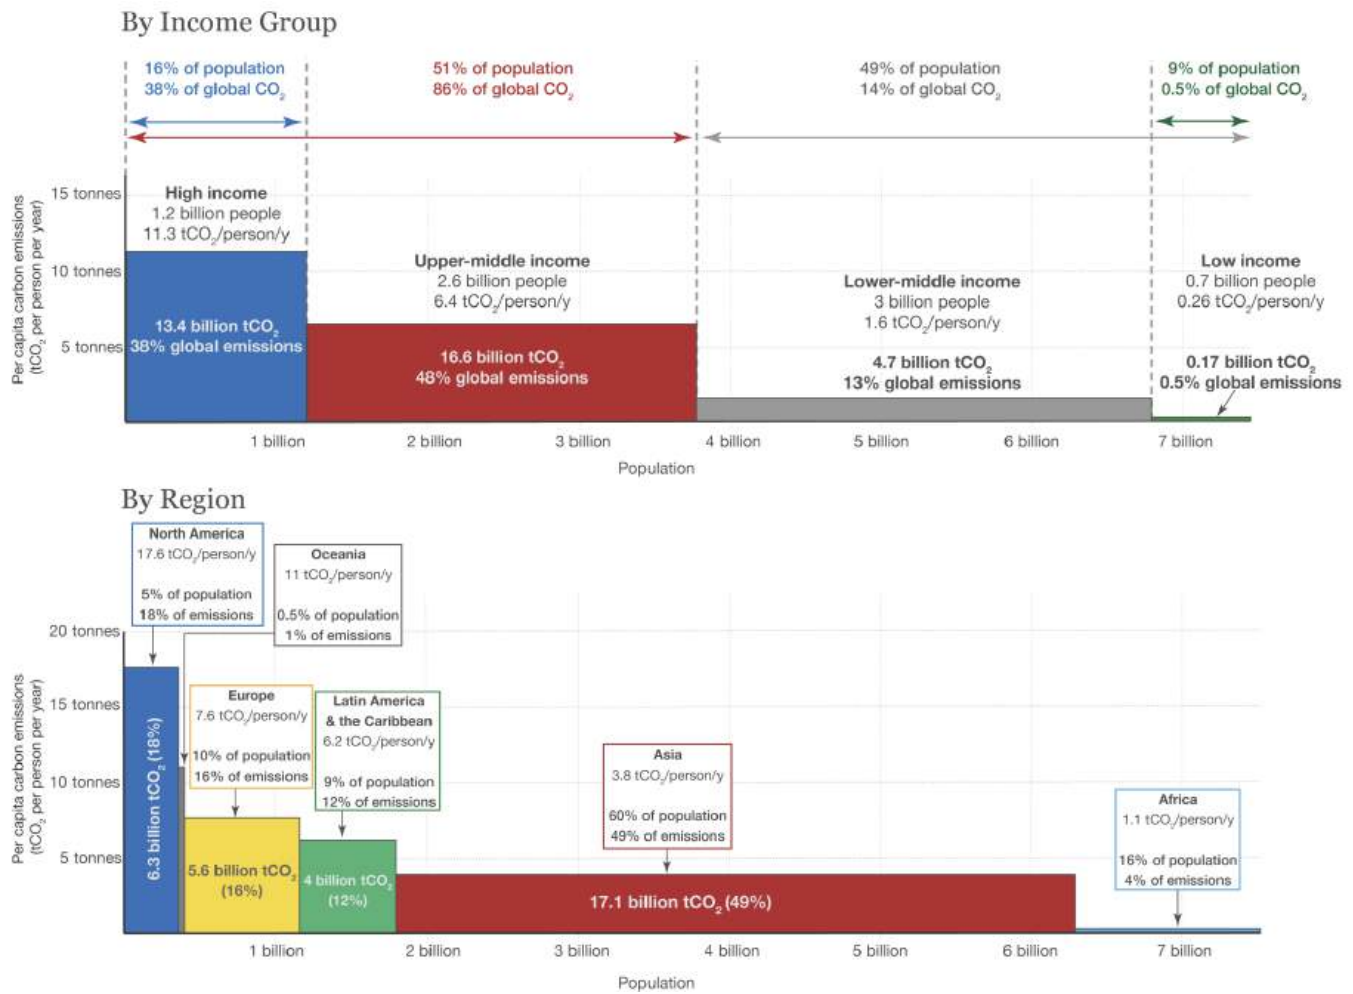 By Income Group
16% of population
38% of global CO₂
51% of population
86% of global CO₂
49% of population
14% of global CO₂
9% of population
0.5% of global CO₂
Per capita carbon emissions
(tCO₂ per person per year)
15 tonnes
10 tonnes
5 tonnes
High income
1.2 billion people
11.3 tCO₂/person/y
13.4 billion tCO₂
38% global emissions
Upper-middle income
2.6 billion people
6.4 tCO₂/person/y
16.6 billion tCO₂
48% global emissions
Lower-middle income
3 billion people
1.6 tCO₂/person/y
4.7 billion tCO₂
13% global emissions
Low income
0.7 billion people
0.26 tCO₂/person/y
0.17 billion tCO₂
0.5% global emissions
1 billion
2 billion
3 billion
4 billion
5 billion
6 billion
7 billion
Population
By Region
Per capita carbon emissions
(tCO₂ per person per year)
20 tonnes
15 tonnes
10 tonnes
5 tonnes
North America
17.6 tCO₂/person/y
5% of population
18% of emissions
6.3 billion tCO₂ (18%)
Oceania
11 tCO₂/person/y
0.5% of population
1% of emissions
Europe
7.6 tCO₂/person/y
10% of population
16% of emissions
5.6 billion tCO₂
(16%)
Latin America
& the Caribbean
6.2 tCO₂/person/y
9% of population
12% of emissions
4 billion tCO₂
(12%)
Asia
3.8 tCO₂/person/y
60% of population
49% of emissions
17.1 billion tCO₂ (49%)
Africa
1.1 tCO₂/person/y
16% of population
4% of emissions
1 billion
2 billion
3 billion
4 billion
5 billion
6 billion
7 billion
Population